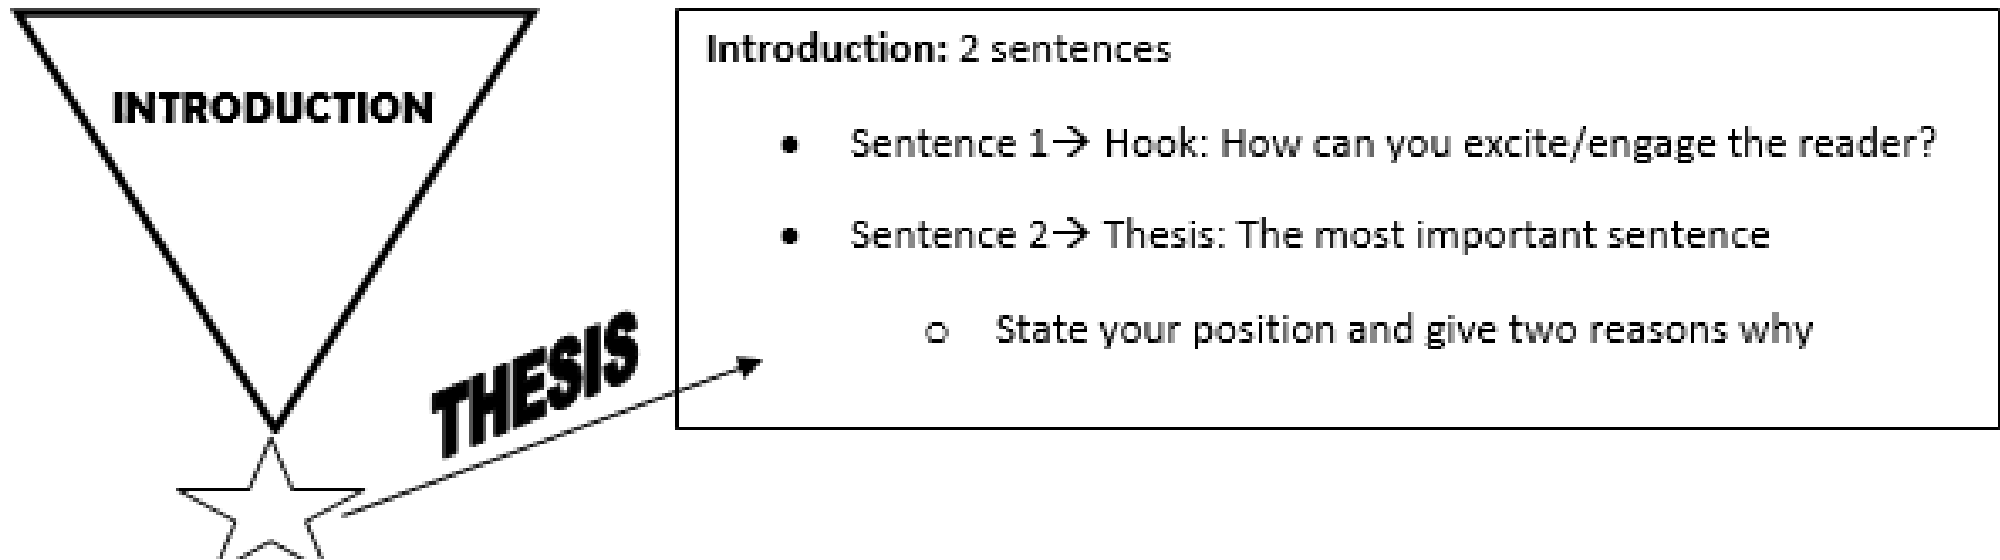 INTRODUCTION
Introduction: 2 sentences
• Sentence 1→ Hook: How can you excite/engage the reader?
• Sentence 2→ Thesis: The most important sentence
o State your position and give two reasons why
THESIS